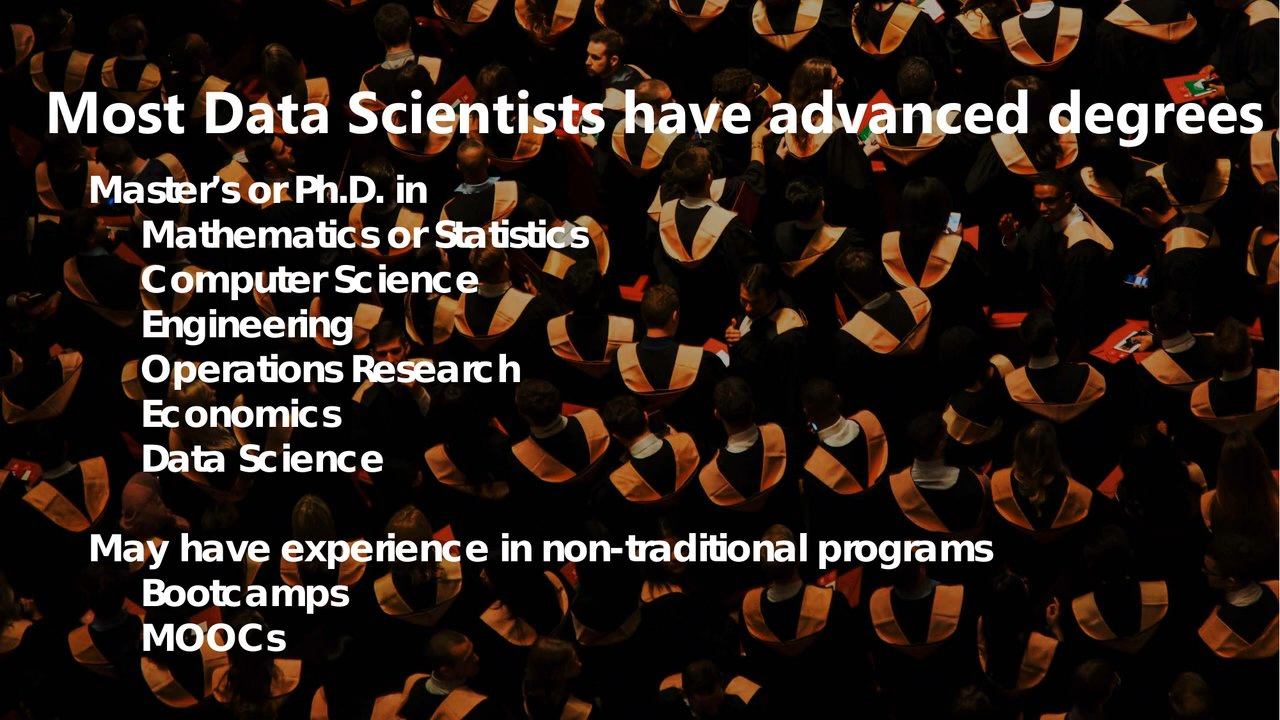 Most Data Scientists have advanced degrees
Master's or Ph.D. in
Mathematics or Statistics
Computer Science
Engineering
Operations Research
Economics
Data Science
May have experience in non-traditional programs
Bootcamps
MOOCs